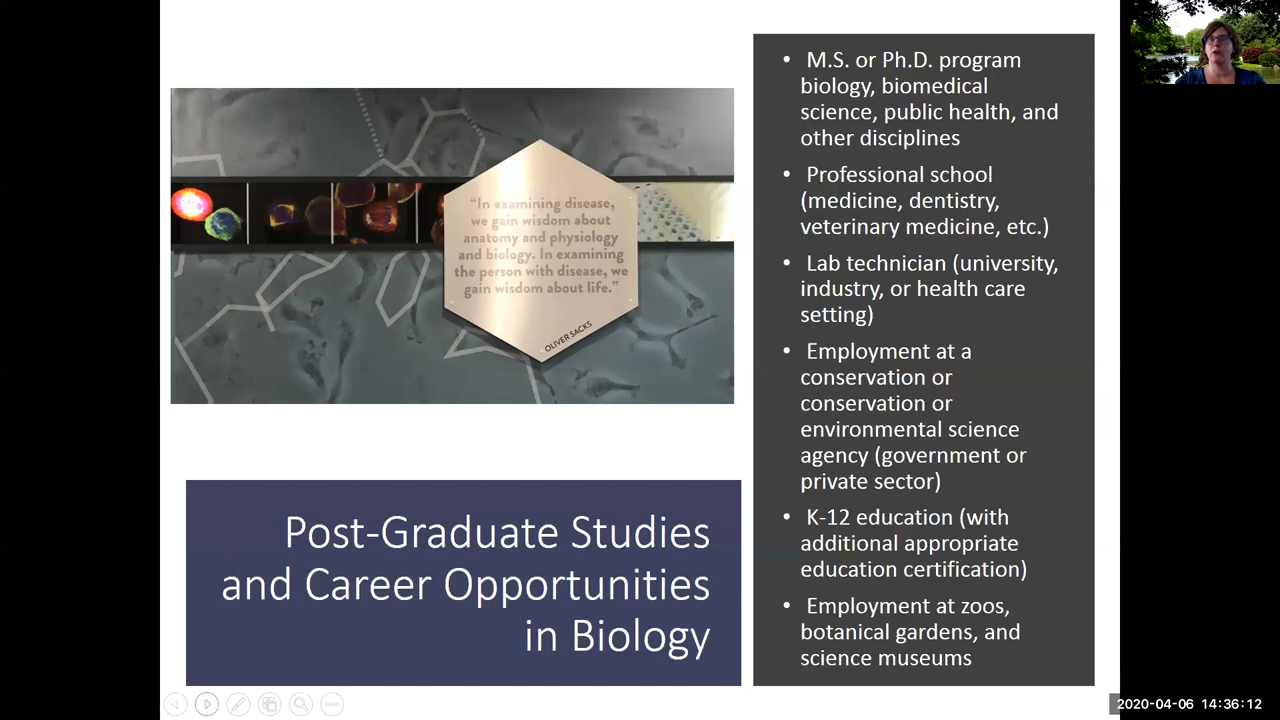 “In examining disease,
we gain wisdom about
anatomy and physiology
and biology. In examining
the person with disease, we
gain wisdom about life.”
OLIVER SACKS
Post-Graduate Studies
and Career Opportunities
in Biology
• M.S. or Ph.D. program
biology, biomedical
science, public health, and
other disciplines
• Professional school
(medicine, dentistry,
veterinary medicine, etc.)
• Lab technician (university,
industry, or health care
setting)
• Employment at a
conservation or
conservation or
environmental science
agency (government or
private sector)
• K-12 education (with
additional appropriate
education certification)
• Employment at zoos,
botanical gardens, and
science museums
2020-04-06 14:36:12